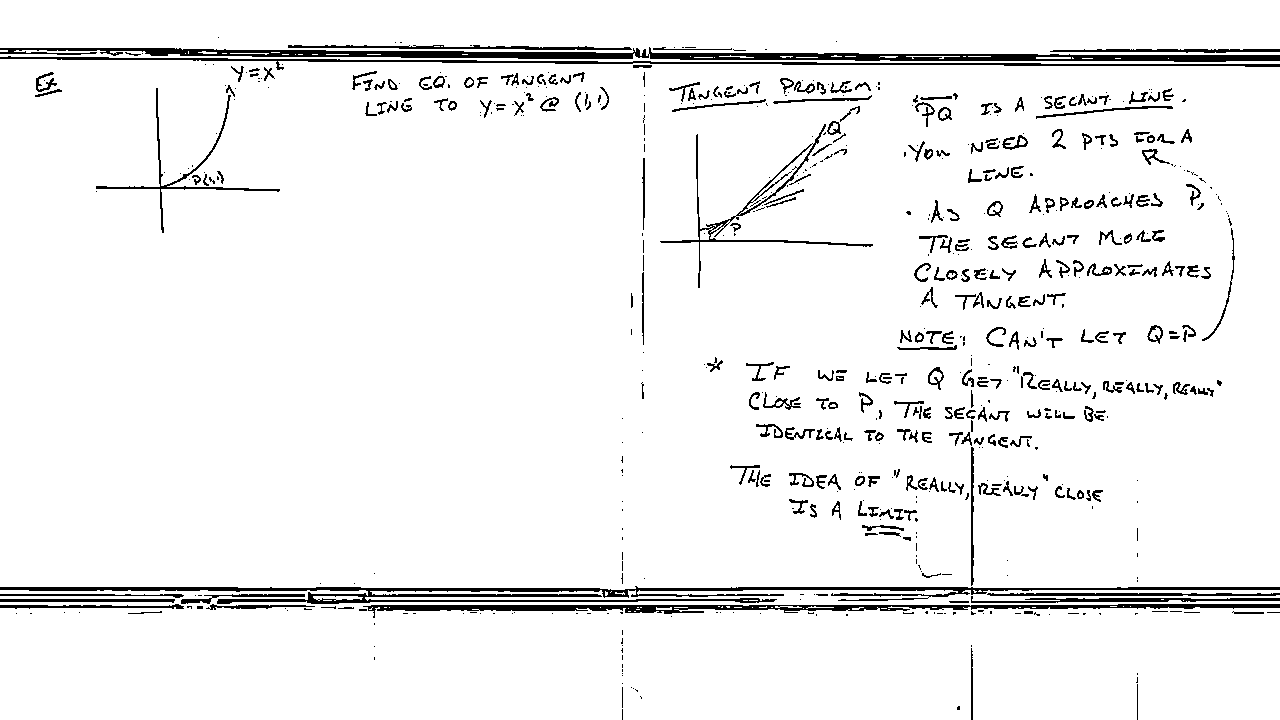 Ex
y=x²
P(1,1)
FIND EQ. OF TANGENT
LINE TO y=x² @ (1,1)
TANGENT PROBLEM:
Q
P
PQ IS A SECANT LINE.
·YOU NEED 2 PTS FOR A
LINE.
· AS Q APPROACHES P,
THE SECANT MORE
CLOSELY APPROXIMATES
A TANGENT.
NOTE: CAN'T LET Q=P
* IF WE LET Q GET "REALLY, REALLY, REALLY"
CLOSE TO P, THE SECANT WILL BE
IDENTICAL TO THE TANGENT.
THE IDEA OF "REALLY, REALLY" CLOSE
IS A LIMIT.